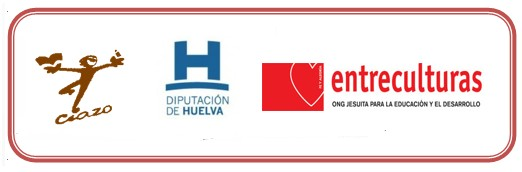 Ciazo
DIPUTACIÓN
DE HUELVA
entreculturas
ONG JESUITA PARA LA EDUCACIÓN Y EL DESARROLLO